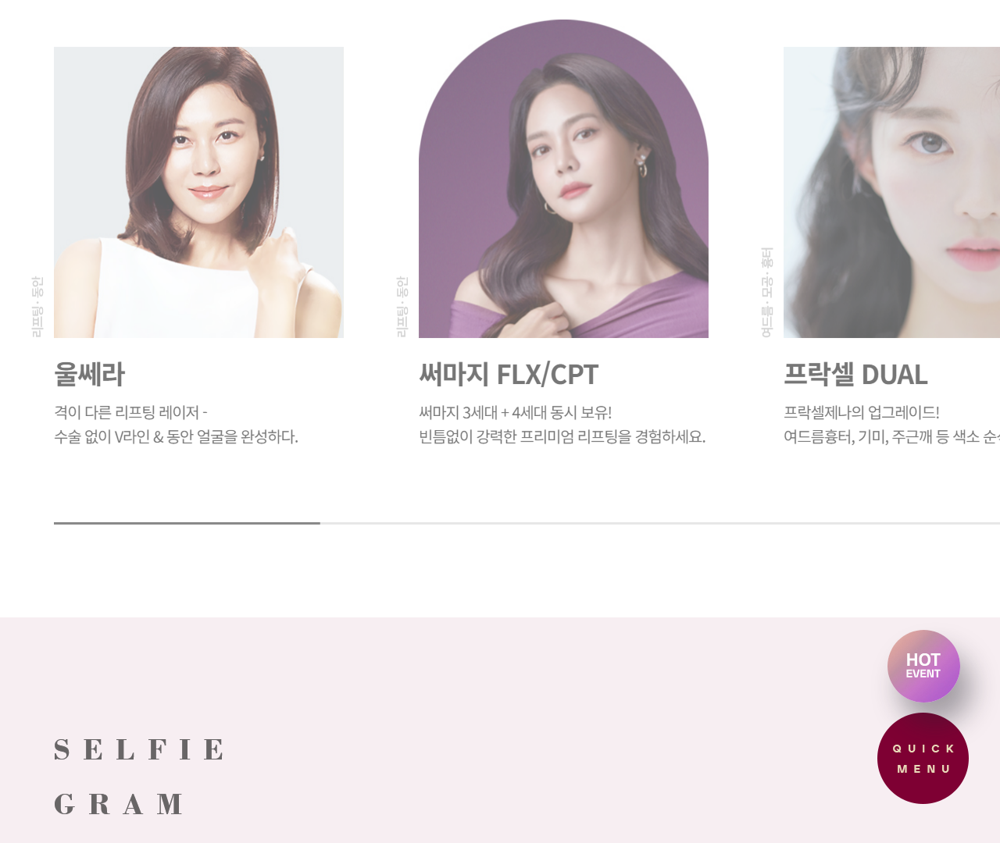 리프팅 · 동안
울쎄라
격이 다른 리프팅 레이저 -
수술 없이 V라인 & 동안 얼굴을 완성하다.
리프팅 · 동안
써마지 FLX/CPT
써마지 3세대 + 4세대 동시 보유!
빈틈없이 강력한 프리미엄 리프팅을 경험하세요.
여드름 · 모공 · 흉터
프락셀 DUAL
프락셀제나의 업그레이드!
여드름흉터, 기미, 주근깨 등 색소
HOT
EVENT
QUICK
MENU
SELFIE
GRAM